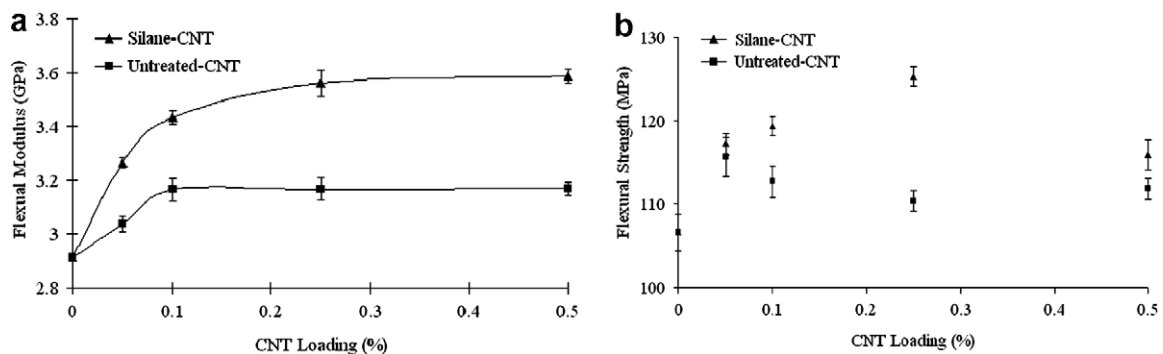 a
3.8
3.6
3.4
3.2
3
2.8
Flexual Modulus (GPa)
Silane-CNT
Untreated-CNT
0
0.1
0.2
0.3
0.4
0.5
CNT Loading (%)
b
130
120
110
100
Flexural Strength (MPa)
Silane-CNT
Untreated-CNT
0
0.1
0.2
0.3
0.4
0.5
CNT Loading (%)